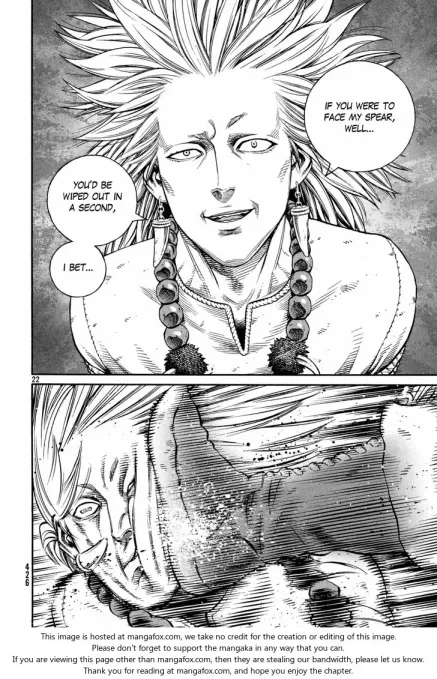 IF YOU WERE TO
FACE MY SPEAR,
WELL...
YOU'D BE
WIPED OUT IN
A SECOND,
I BET...
22
426
This image is hosted at mangafox.com, we take no credit for the creation or editing of this image.
Please don't forget to support the mangaka in any way that you can.
If you are viewing this page other than mangafox.com, then they are stealing our bandwidth, please let us know.
Thank you for reading at mangafox.com, and hope you enjoy the chapter.